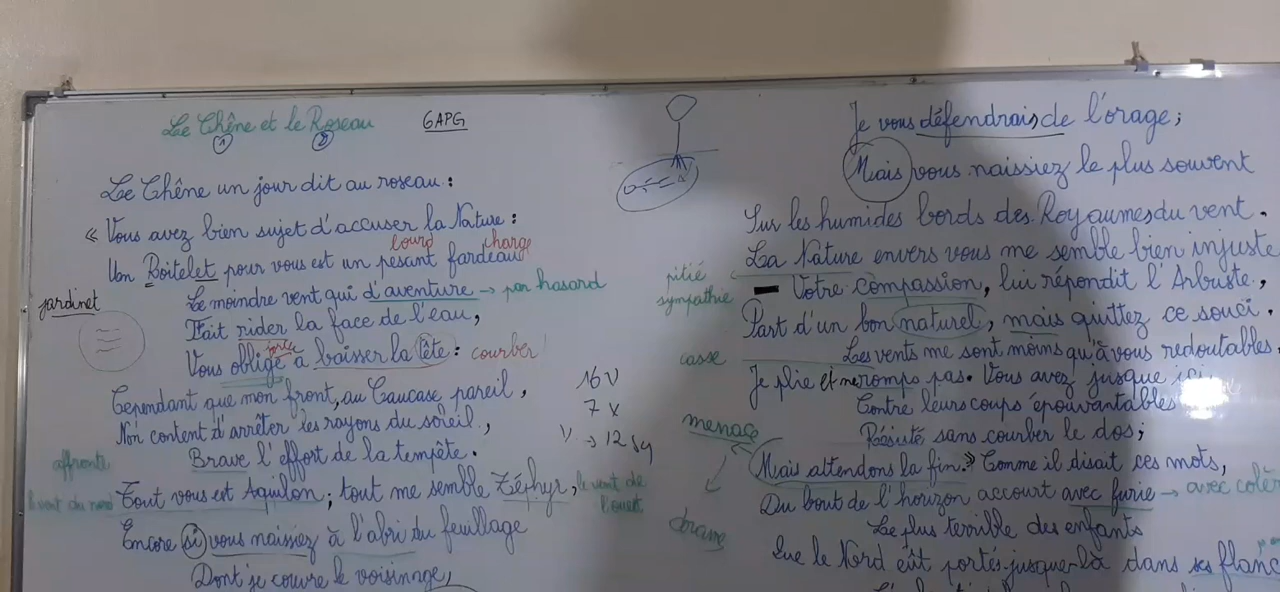 Le Chêne et le Roseau
6APG
1
2
Le Chêne un jour dit au roseau :
« Vous avez bien sujet d'accuser la Nature :
lourd
charge
Un Roitelet pour vous est un pesant fardeau
jardinet
Le moindre vent qui d'aventure → par hasard
Fait rider la face de l'eau,
Vous oblige à baisser la tête : courber
Cependant que mon front, au Caucase pareil,
Non content d'arrêter les rayons du soleil,
Brave l'effort de la tempête.
affronte
le vent du nord
Tout vous est Aquilon ; tout me semble Zéphyr,
le vent de
l'ouest
Encore si vous naissiez à l'abri du feuillage
Dont je couvre le voisinage,
16 v
7 x
v → 12
Je vous défendrais de l'orage ;
Mais vous naissiez le plus souvent
Sur les humides bords des Royaumes du vent.
La Nature envers vous me semble bien injuste
pitié
sympathie
– Votre compassion, lui répondit l'Arbuste,
Part d'un bon naturel, mais quittez ce souci.
casse
Les vents me sont moins qu'à vous redoutables.
Je plie et ne romps pas. Vous avez jusque ici
Contre leurs coups épouvantables
menace
Résisté sans courber le dos ;
Mais attendons la fin. » Comme il disait ces mots,
Du bout de l'horizon accourt avec furie → avec colèr
Le plus terrible des enfants
Que le Nord eût portés jusque-là dans ses flanc